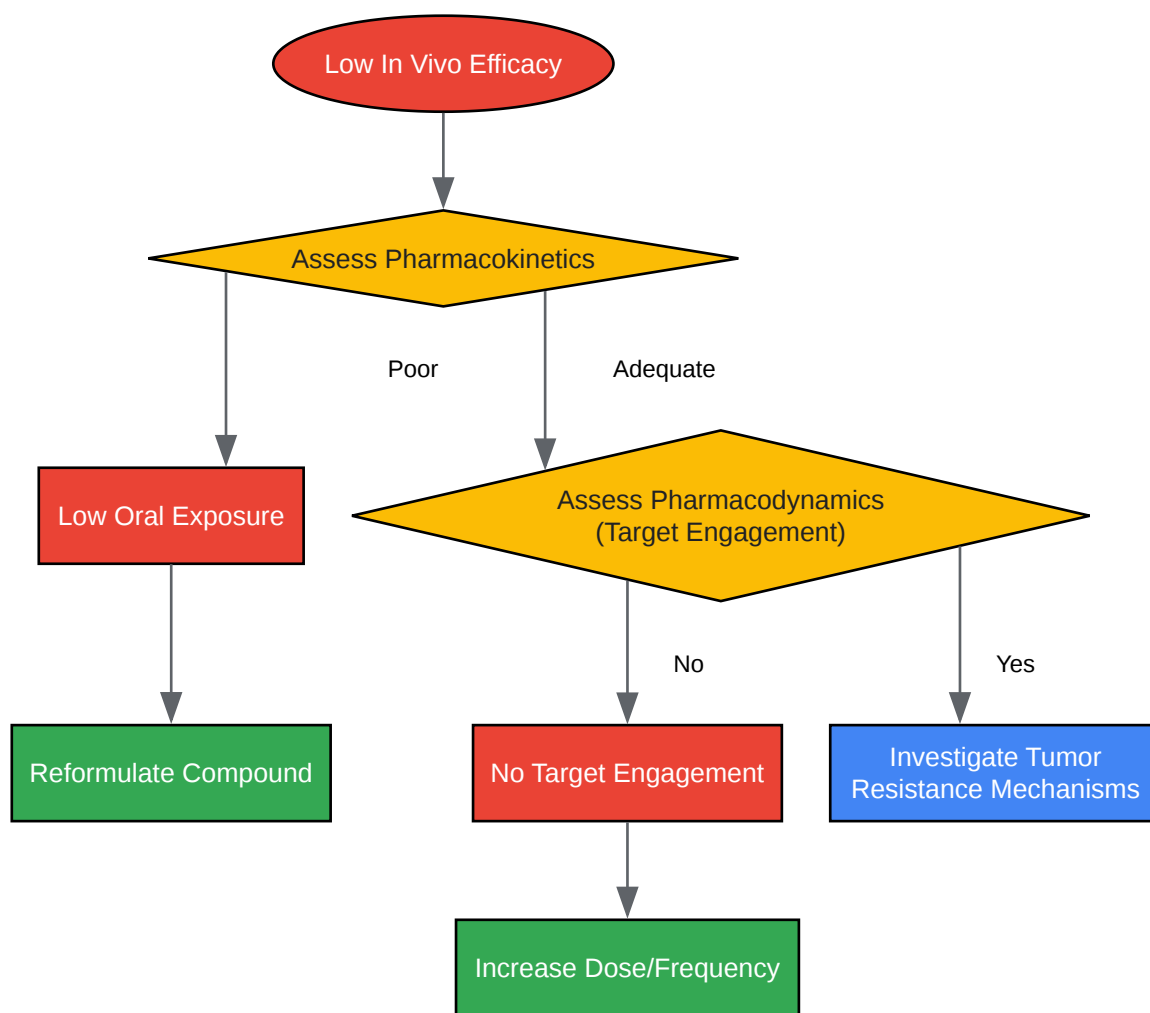 Low In Vivo Efficacy
Assess Pharmacokinetics
Poor
Adequate
Low Oral Exposure
Assess Pharmacodynamics
(Target Engagement)
No
Yes
Reformulate Compound
No Target Engagement
Investigate Tumor
Resistance Mechanisms
Increase Dose/Frequency